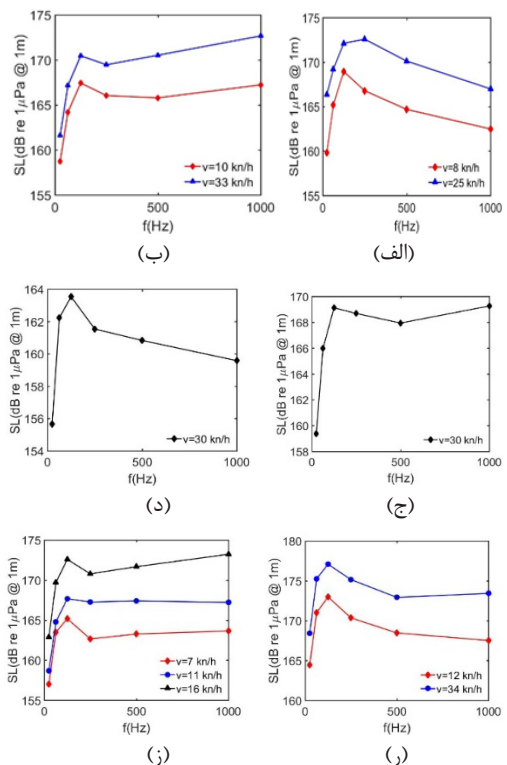 SL(dB re 1μPa @ 1m)
175
170
165
160
155
v=8 kn/h
v=25 kn/h
0 500 1000
f(Hz)
(الف)
SL(dB re 1μPa @ 1m)
175
170
165
160
155
v=10 kn/h
v=33 kn/h
0 500 1000
f(Hz)
(ب)
SL(dB re 1μPa @ 1m)
170
168
166
164
162
160
158
v=30 kn/h
0 500 1000
f(Hz)
(ج)
SL(dB re 1μPa @ 1m)
164
162
160
158
156
154
v=30 kn/h
0 500 1000
f(Hz)
(د)
SL(dB re 1μPa @ 1m)
180
175
170
165
160
v=12 kn/h
v=34 kn/h
0 500 1000
f(Hz)
(ر)
SL(dB re 1μPa @ 1m)
175
170
165
160
155
v=7 kn/h
v=11 kn/h
v=16 kn/h
0 500 1000
f(Hz)
(ز)